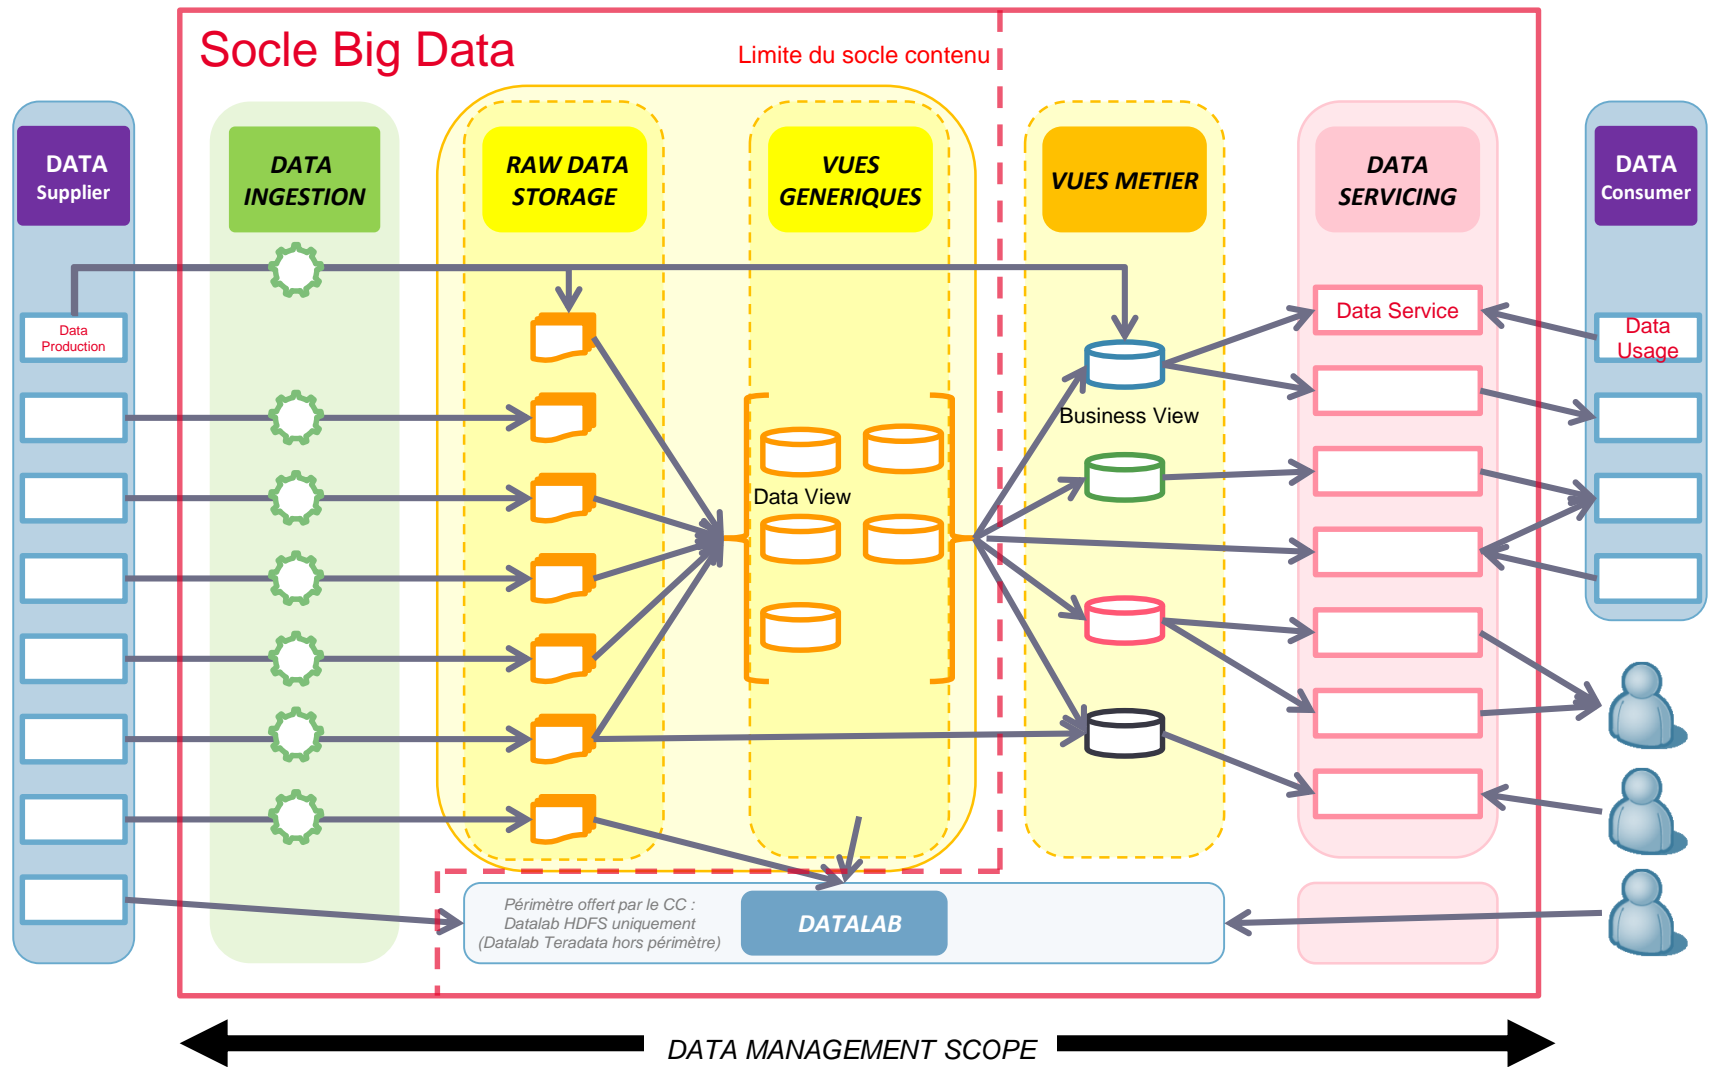 Socle Big Data
Limite du socle contenu
DATA
Supplier
DATA
INGESTION
RAW DATA
STORAGE
VUES
GENERIQUES
VUES METIER
DATA
SERVICING
DATA
Consumer
Data
Production
Data Service
Data
Usage
Business View
Data View
Périmètre offert par le CC :
Datalab HDFS uniquement
(Datalab Teradata hors périmètre)
DATALAB
DATA MANAGEMENT SCOPE